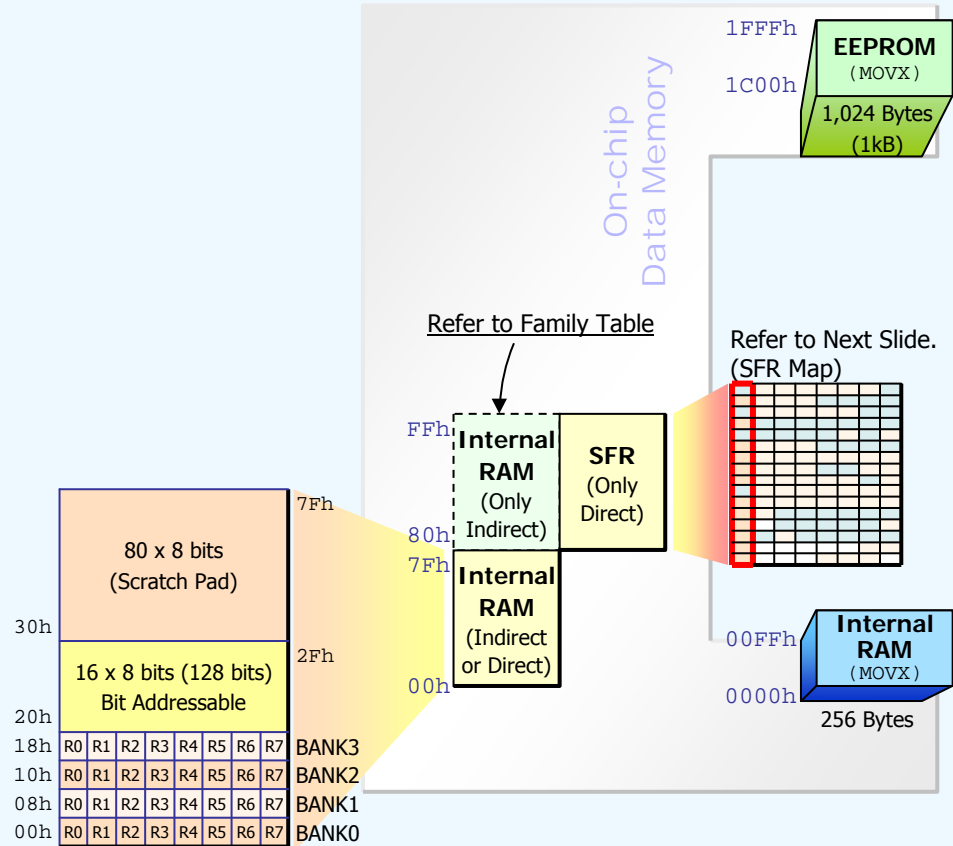 1FFFh
1C00h
EEPROM
(MOVX)
1,024 Bytes
(1kB)
On-chip
Data Memory
Refer to Family Table
Refer to Next Slide.
(SFR Map)
FFh
80h
Internal
RAM
(Only
Indirect)
SFR
(Only
Direct)
7Fh
00h
Internal
RAM
(Indirect
or Direct)
00FFh
0000h
Internal
RAM
(MOVX)
256 Bytes
7Fh
80 x 8 bits
(Scratch Pad)
30h
2Fh
16 x 8 bits (128 bits)
Bit Addressable
20h
18h R0 R1 R2 R3 R4 R5 R6 R7 BANK3
10h R0 R1 R2 R3 R4 R5 R6 R7 BANK2
08h R0 R1 R2 R3 R4 R5 R6 R7 BANK1
00h R0 R1 R2 R3 R4 R5 R6 R7 BANK0